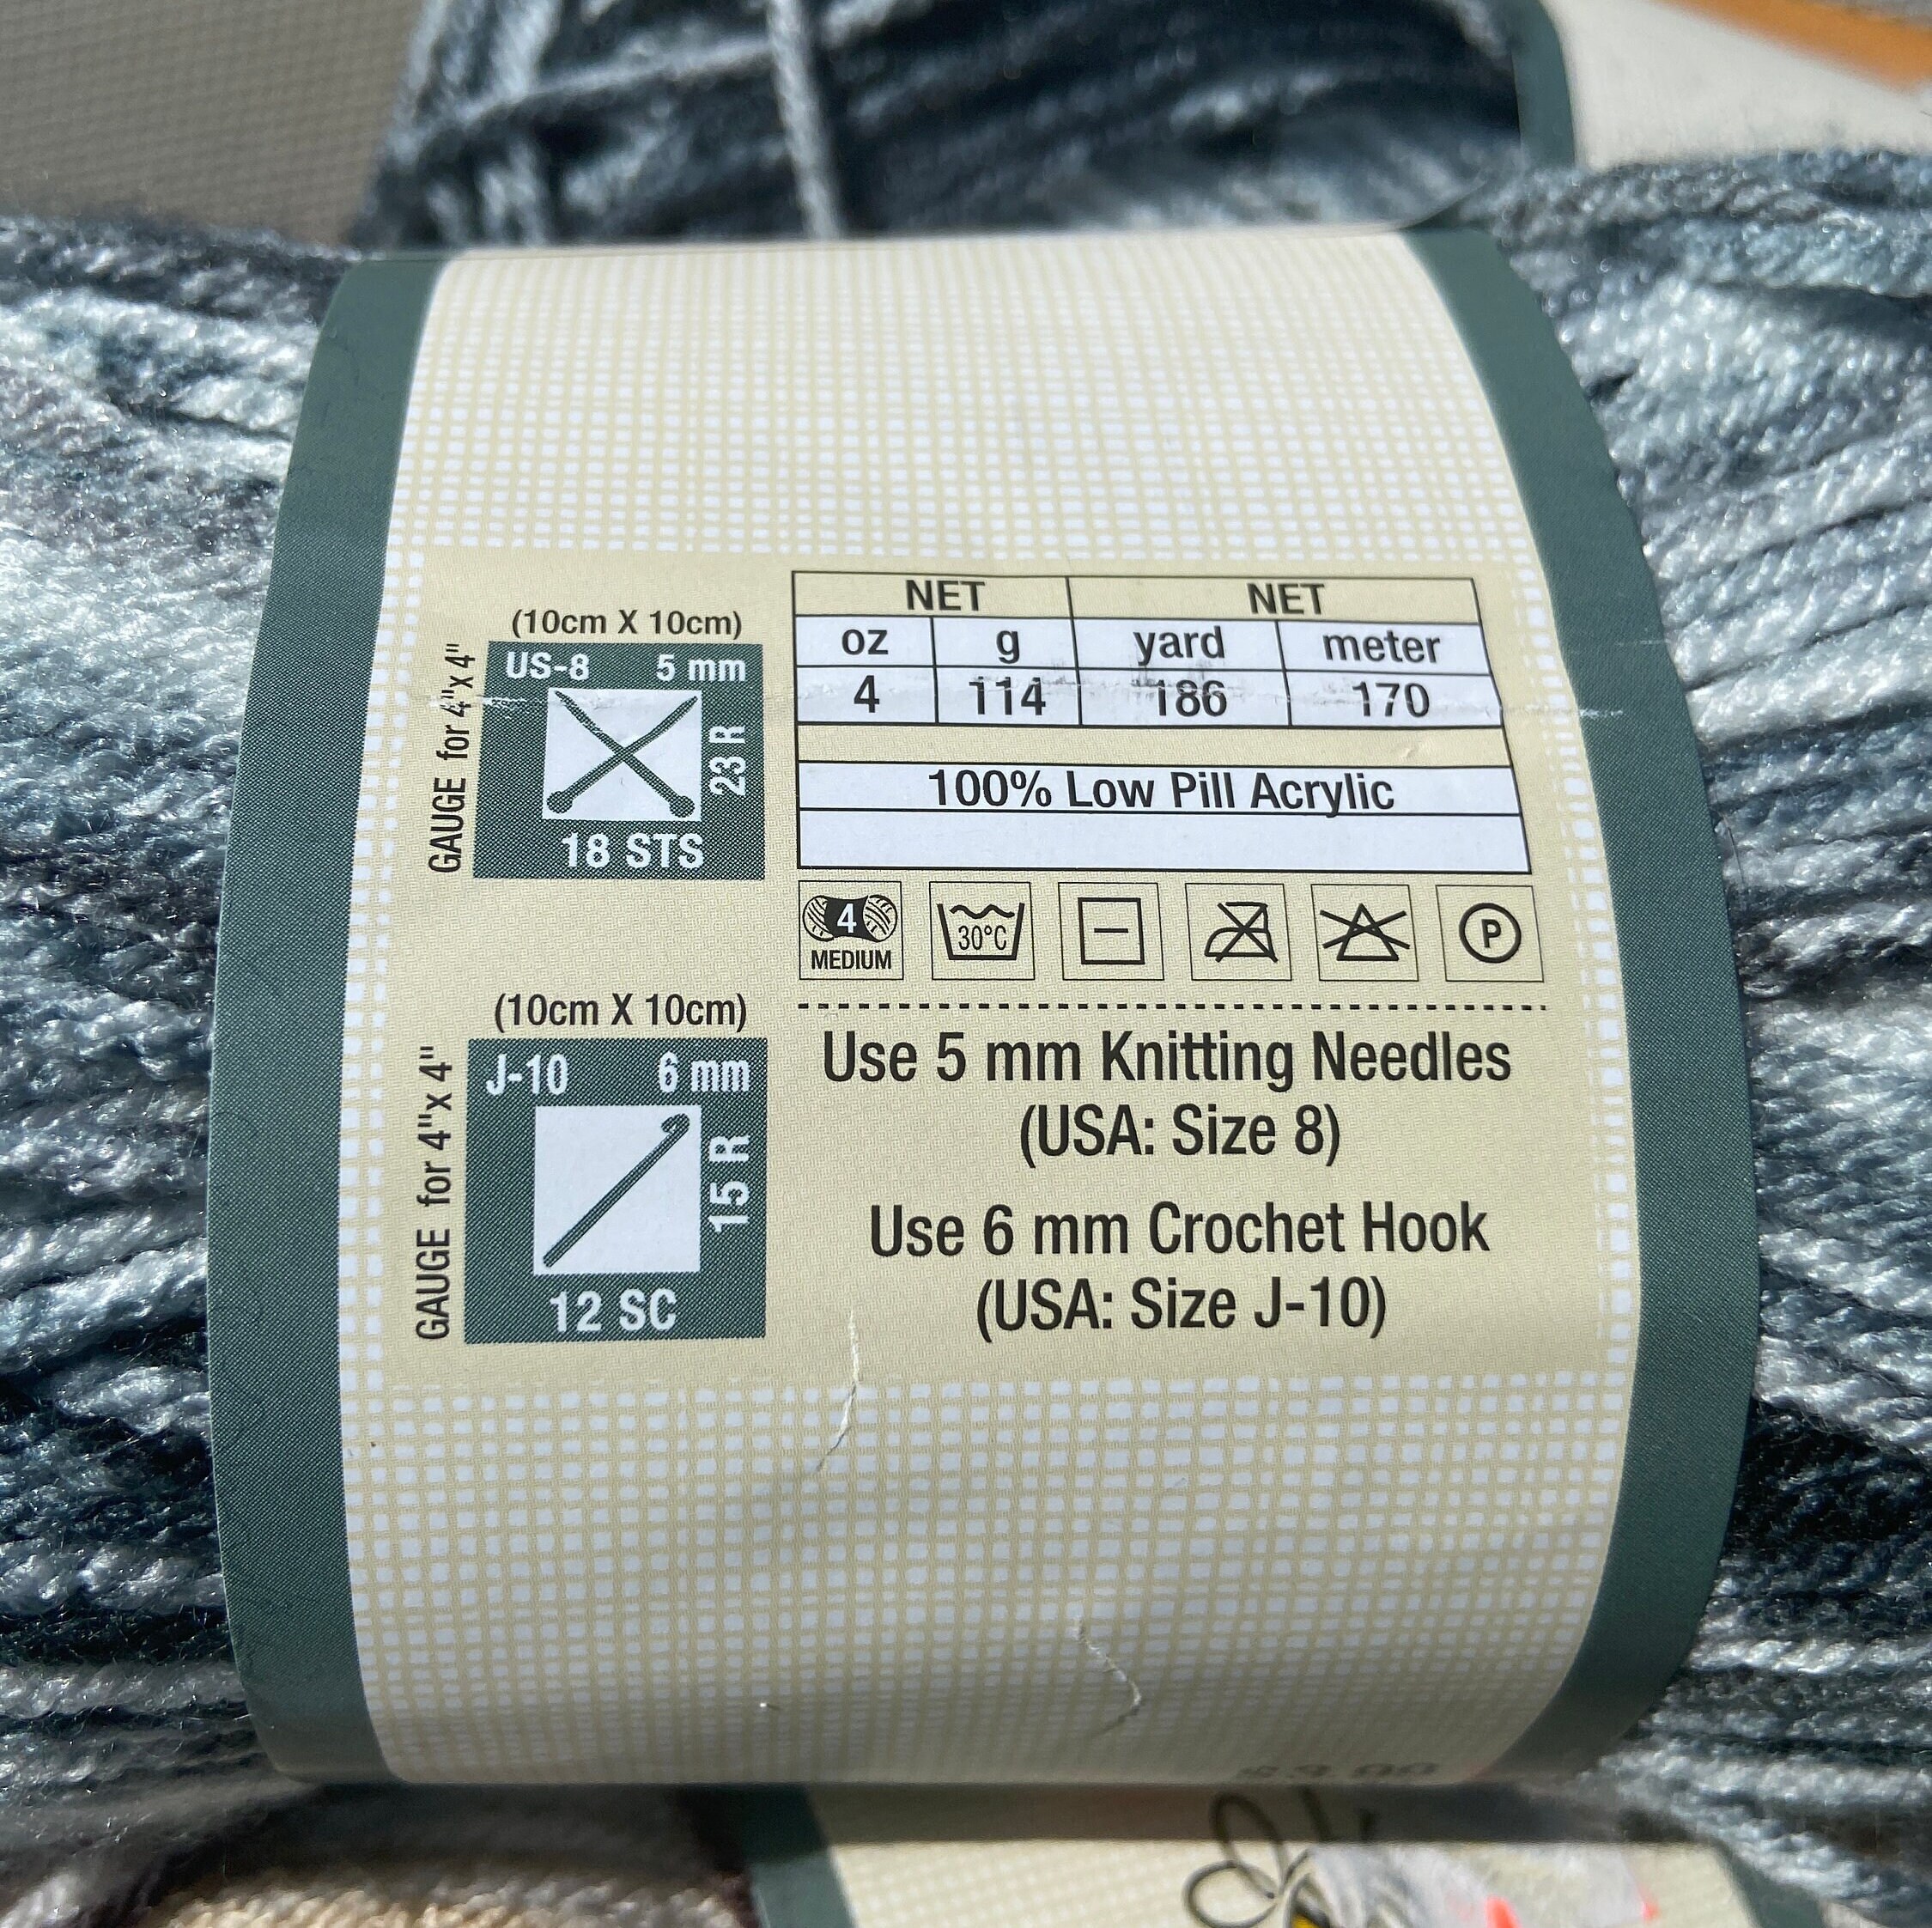 (10cm X 10cm)
GAUGE for 4"x 4"
US-8 5 mm
23 R
18 STS
NET NET
oz g yard meter
4 114 186 170
100% Low Pill Acrylic
4
MEDIUM
30°C
P
(10cm X 10cm)
GAUGE for 4"x 4"
J-10 6 mm
15 R
12 SC
Use 5 mm Knitting Needles
(USA: Size 8)
Use 6 mm Crochet Hook
(USA: Size J-10)